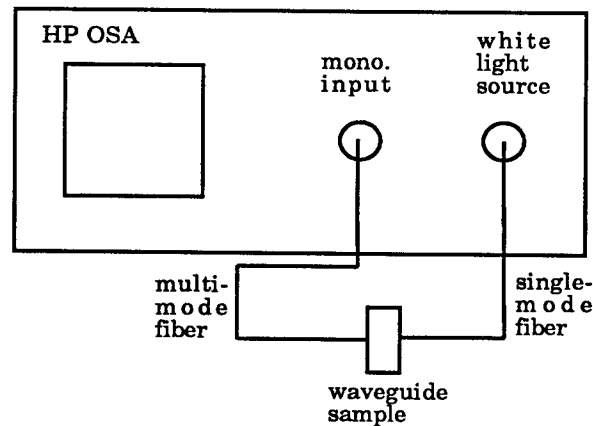 HP OSA
mono.
input
white
light
source
multi-
mode
fiber
single-
mode
fiber
waveguide
sample